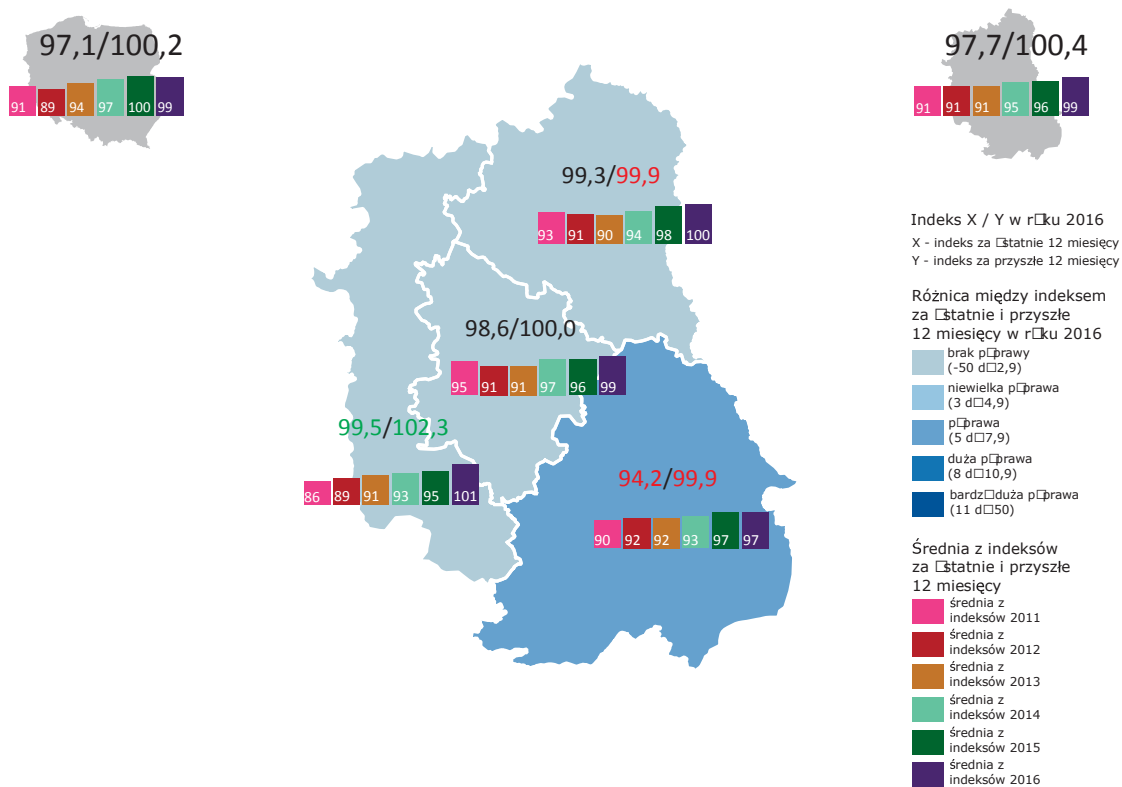 97,1/100,2
91 89 94 97 100 99
97,7/100,4
91 91 91 95 96 99
99,3/99,9
93 91 90 94 98 100
98,6/100,0
95 91 91 97 96 99
99,5/102,3
86 89 91 93 95 101
94,2/99,9
90 92 92 93 97 97
Indeks X / Y w r□ku 2016
X - indeks za □statnie 12 miesięcy
Y - indeks za przyszłe 12 miesięcy
Różnica między indeksem
za □statnie i przyszłe
12 miesięcy w r□ku 2016
brak p□prawy
(-50 d□2,9)
niewielka p□prawa
(3 d□4,9)
p□prawa
(5 d□7,9)
duża p□prawa
(8 d□10,9)
bardz□duża p□prawa
(11 d□50)
Średnia z indeksów
za □statnie i przyszłe
12 miesięcy
średnia z
indeksów 2011
średnia z
indeksów 2012
średnia z
indeksów 2013
średnia z
indeksów 2014
średnia z
indeksów 2015
średnia z
indeksów 2016